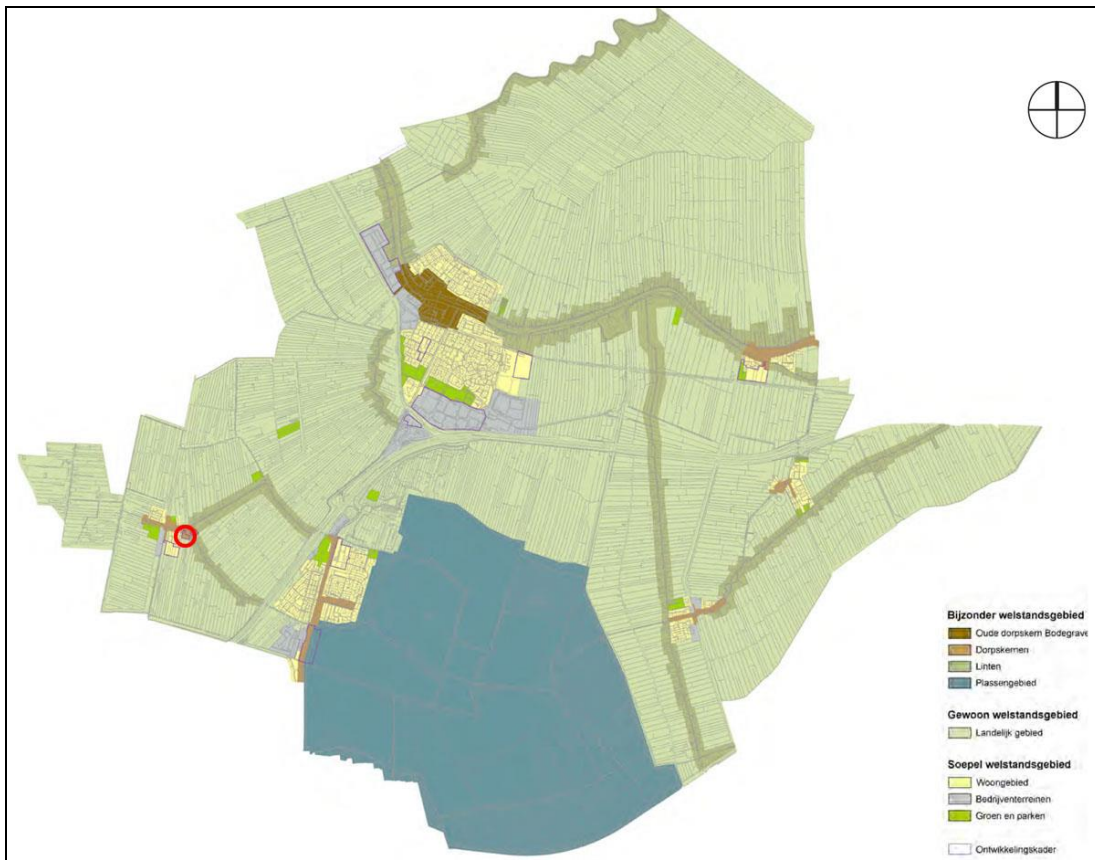 Bijzonder welstandsgebied
Oude dorpskern Bodegrave
Dorpskernen
Linten
Plassengebied
Gewoon welstandsgebied
Landelijk gebied
Soepel welstandsgebied
Woongebied
Bedrijventerreinen
Groen en parken
Ontwikkelingskader